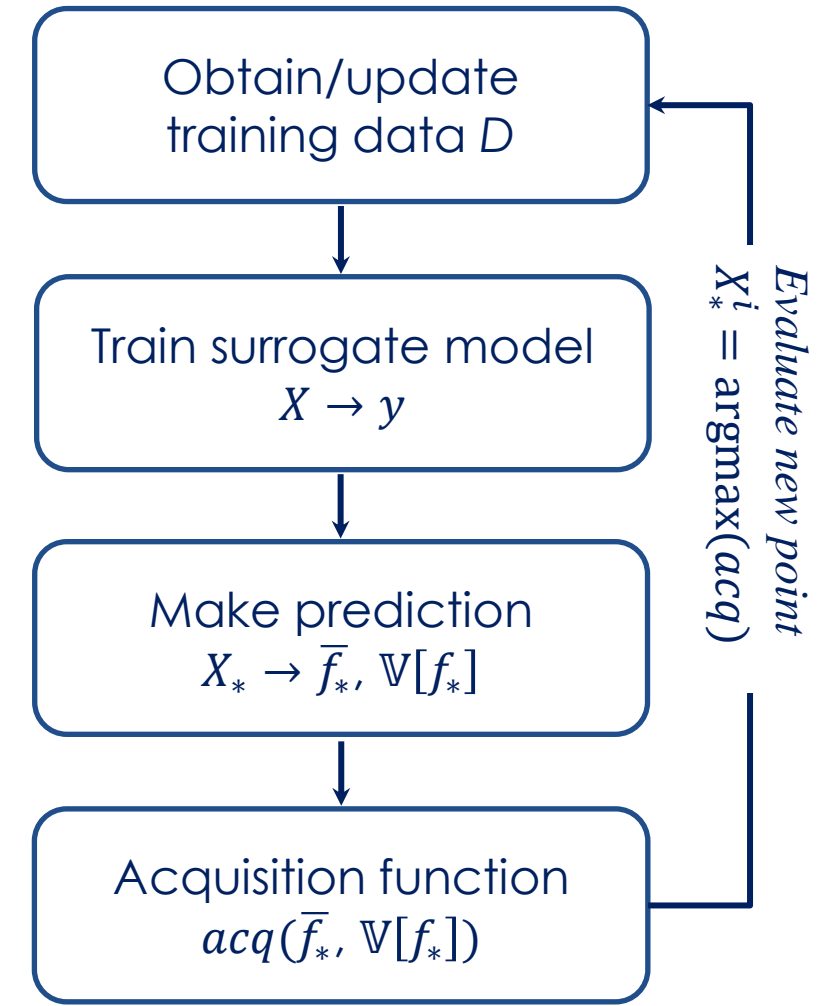 Obtain/update
training data D
Train surrogate model
X → y
Make prediction
X∗ → f̅∗, 𝕍[f∗]
Acquisition function
acq(f̅∗, 𝕍[f∗])
Evaluate new point
X∗ⁱ = argmax(acq)